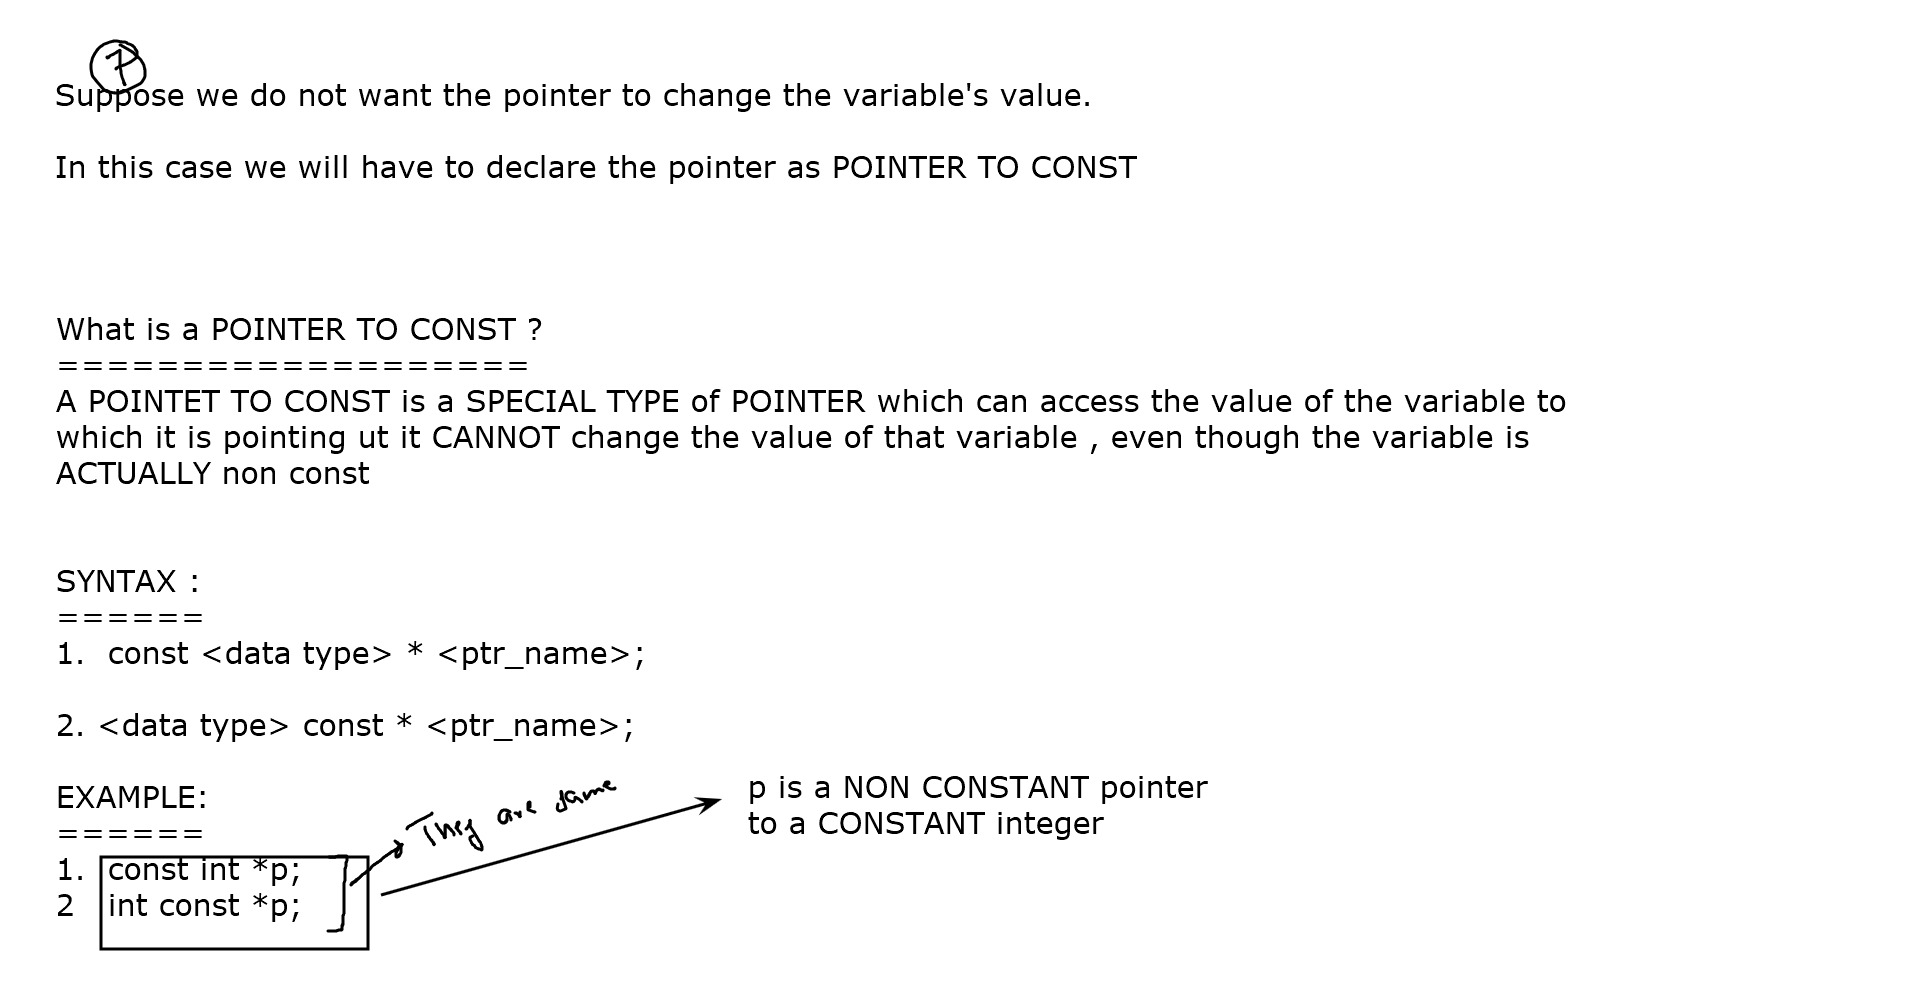 7
Suppose we do not want the pointer to change the variable's value.
In this case we will have to declare the pointer as POINTER TO CONST
What is a POINTER TO CONST ?
===================
A POINTET TO CONST is a SPECIAL TYPE of POINTER which can access the value of the variable to
which it is pointing ut it CANNOT change the value of that variable , even though the variable is
ACTUALLY non const
SYNTAX :
======
1.  const <data type> * <ptr_name>;
2. <data type> const * <ptr_name>;
EXAMPLE:
======
1.  const int *p;
2   int const *p;
They are same
p is a NON CONSTANT pointer
to a CONSTANT integer